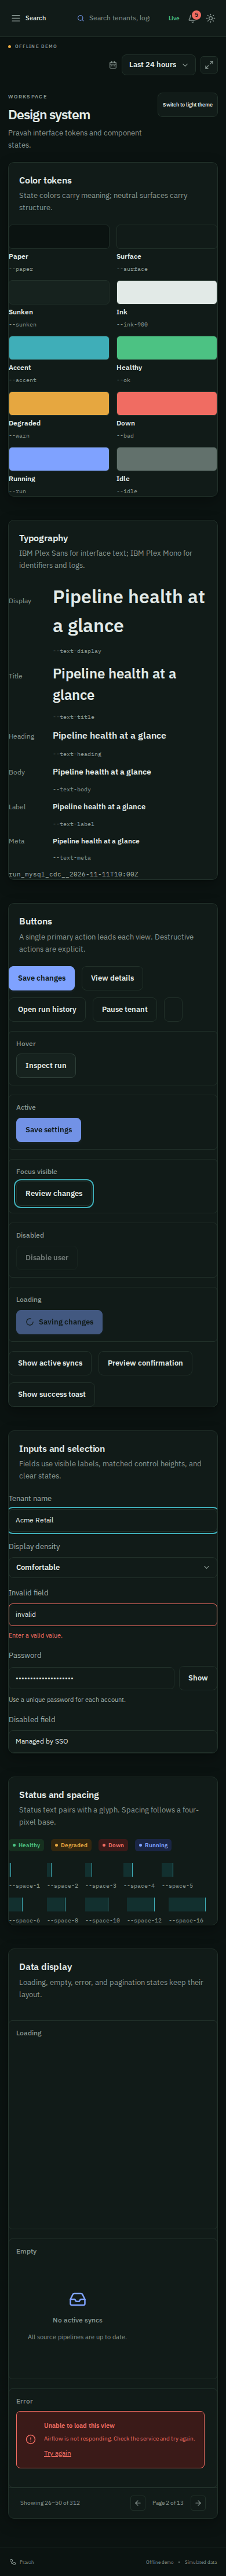 Search
Search tenants, log
Live
OFFLINE DEMO
Last 24 hours
WORKSPACE
Design system
Pravah interface tokens and component
states.
Switch to light theme
Color tokens
State colors carry meaning; neutral surfaces carry
structure.
Paper
--paper
Surface
--surface
Sunken
--sunken
Ink
--ink-900
Accent
--accent
Healthy
--ok
Degraded
--warn
Down
--bad
Running
--run
Idle
--idle
Typography
IBM Plex Sans for interface text; IBM Plex Mono for
identifiers and logs.
Display
Pipeline health at
a glance
--text-display
Title
Pipeline health at a
glance
--text-title
Heading
Pipeline health at a glance
--text-heading
Body
Pipeline health at a glance
--text-body
Label
Pipeline health at a glance
--text-label
Meta
Pipeline health at a glance
--text-meta
run_mysql_cdc__2026-11-11T10:00Z
Buttons
A single primary action leads each view. Destructive
actions are explicit.
Save changes
View details
Open run history
Pause tenant
Hover
Inspect run
Active
Save settings
Focus visible
Review changes
Disabled
Disable user
Loading
Saving changes
Show active syncs
Preview confirmation
Show success toast
Inputs and selection
Fields use visible labels, matched control heights, and
clear states.
Tenant name
Acme Retail
Display density
Comfortable
Invalid field
invalid
Enter a valid value.
Password
••••••••••••••••••••
Show
Use a unique password for each account.
Disabled field
Managed by SSO
Status and spacing
Status text pairs with a glyph. Spacing follows a four-
pixel base.
Healthy
Degraded
Down
Running
--space-1
--space-2
--space-3
--space-4
--space-5
--space-6
--space-8
--space-10
--space-12
--space-16
Data display
Loading, empty, error, and pagination states keep their
layout.
Loading
Empty
No active syncs
All source pipelines are up to date.
Error
Unable to load this view
Airflow is not responding. Check the service and try again.
Try again
Showing 26–50 of 312
Page 2 of 13
Pravah
Offline demo • Simulated data